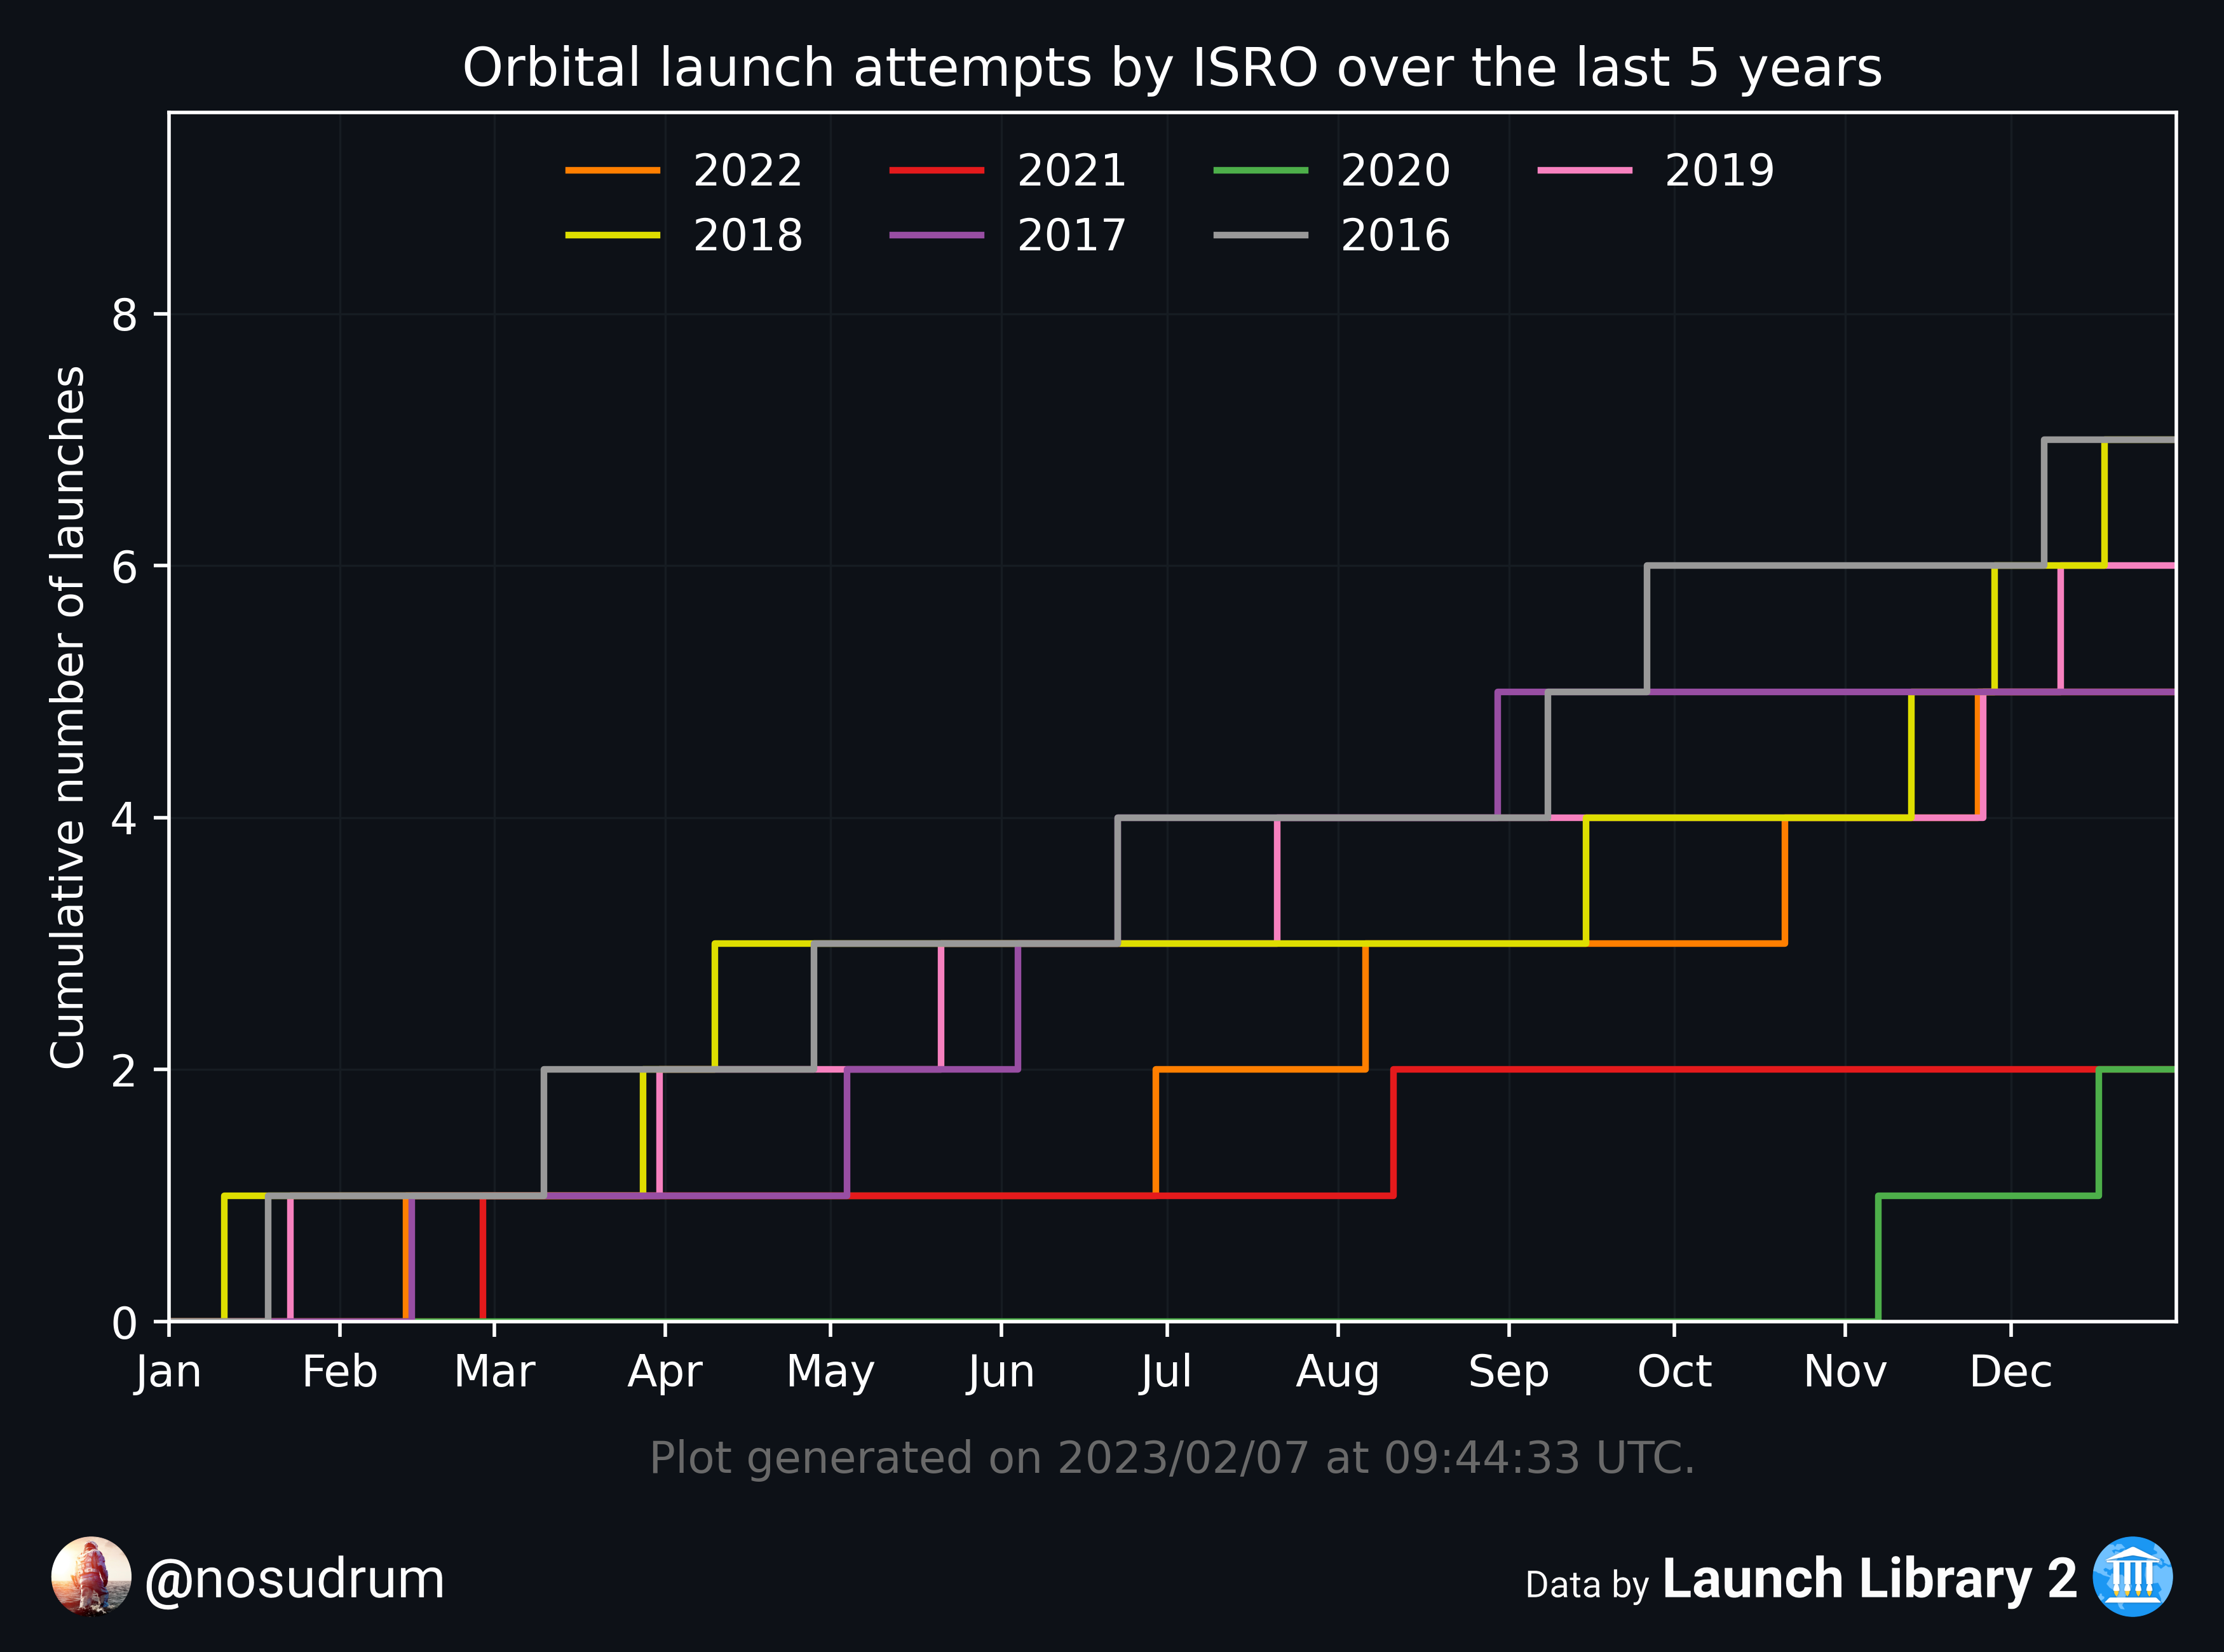 Orbital launch attempts by ISRO over the last 5 years
2022 2021 2020 2019
2018 2017 2016
Cumulative number of launches
8
6
4
2
0
Jan Feb Mar Apr May Jun Jul Aug Sep Oct Nov Dec
Plot generated on 2023/02/07 at 09:44:33 UTC.
@nosudrum
Data by Launch Library 2